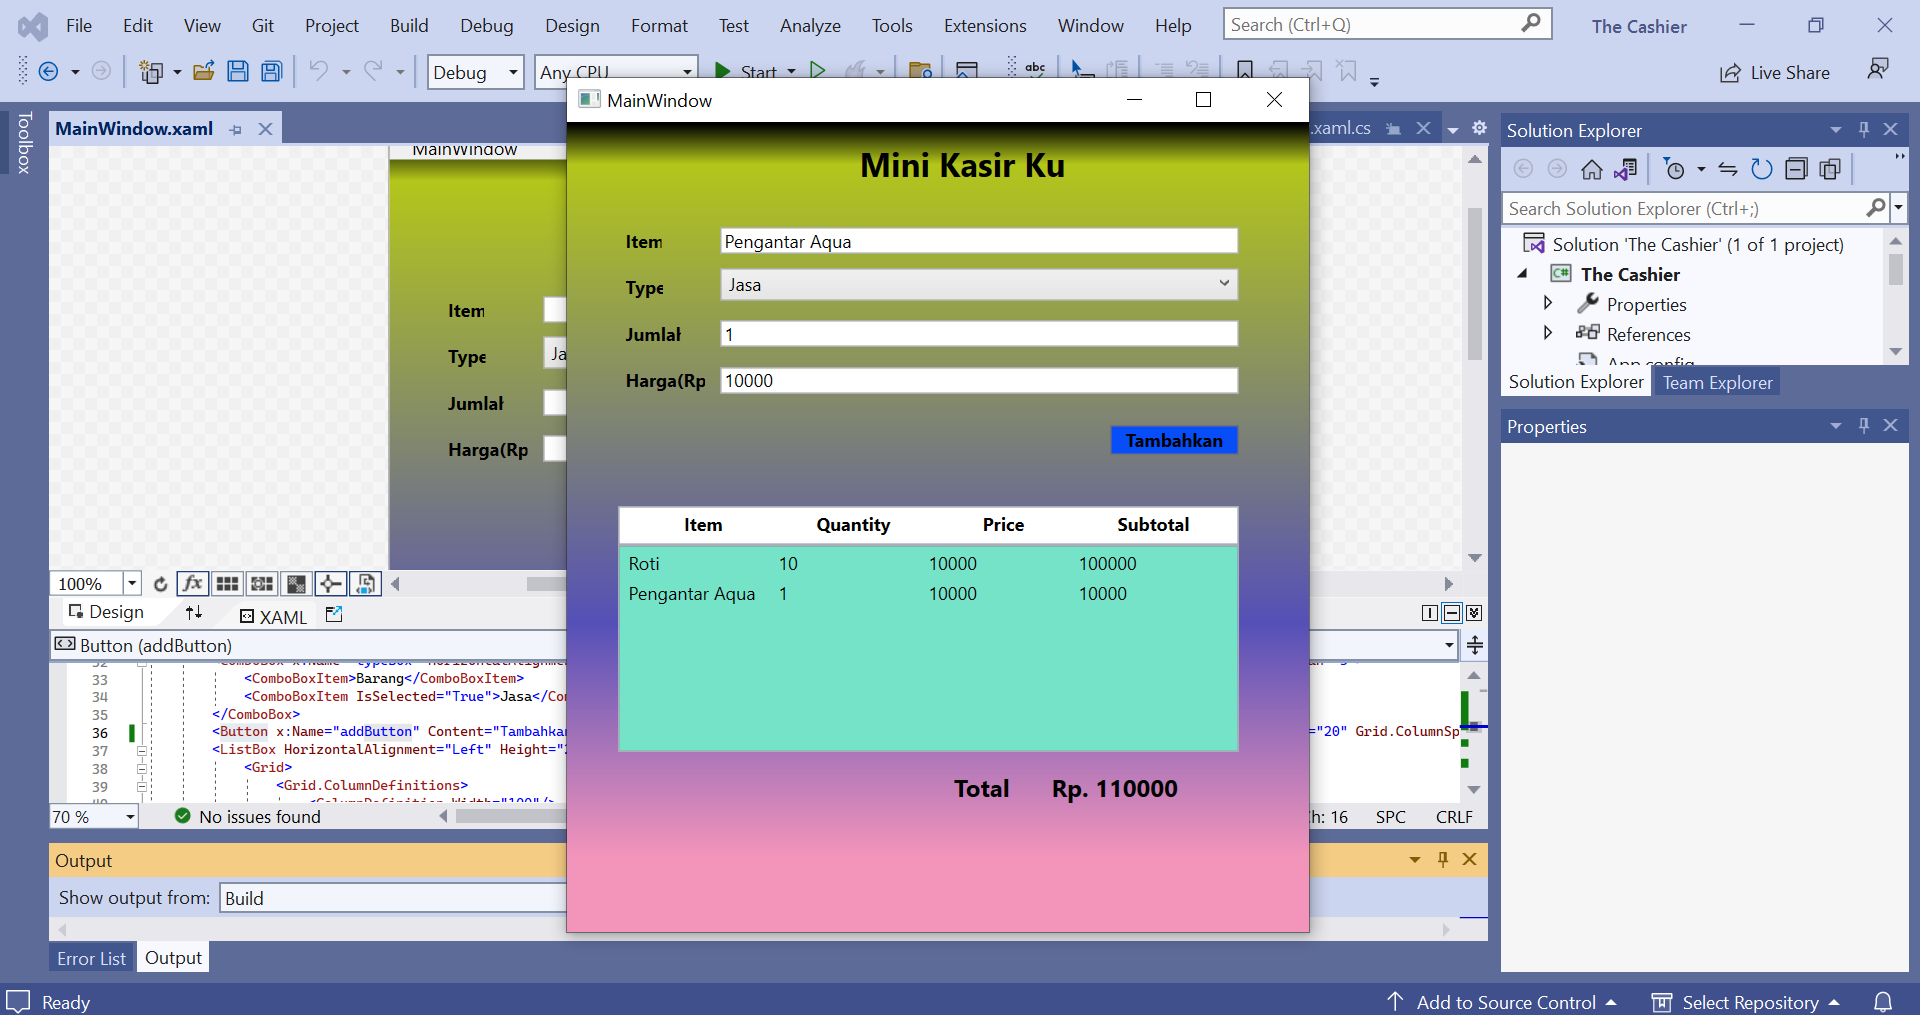 File Edit View Git Project Build Debug Design Format Test Analyze Tools Extensions Window Help Search (Ctrl+Q) The Cashier
Debug Any CPU Start Live Share
Toolbox
MainWindow.xaml
.xaml.cs
MainWindow
Item
Type
Jumlah
Harga(Rp
MainWindow
Mini Kasir Ku
Item Pengantar Aqua
Type Jasa
Jumlah 1
Harga(Rp 10000
Tambahkan
Item Quantity Price Subtotal
Roti 10 10000 100000
Pengantar Aqua 1 10000 10000
Total Rp. 110000
100%
Design XAML
Button (addButton)
33 <ComboBoxItem>Barang</ComboBoxItem>
34 <ComboBoxItem IsSelected="True">Jasa</Co
35 </ComboBox>
36 <Button x:Name="addButton" Content="Tambahka ="20" Grid.ColumnSp
37 <ListBox HorizontalAlignment="Left" Height="
38 <Grid>
39 <Grid.ColumnDefinitions>
70 % No issues found Ch: 16 SPC CRLF
Output
Show output from: Build
Error List Output
Solution Explorer
Search Solution Explorer (Ctrl+;)
Solution 'The Cashier' (1 of 1 project)
C# The Cashier
Properties
References
App.config
Solution Explorer Team Explorer
Properties
Ready Add to Source Control Select Repository